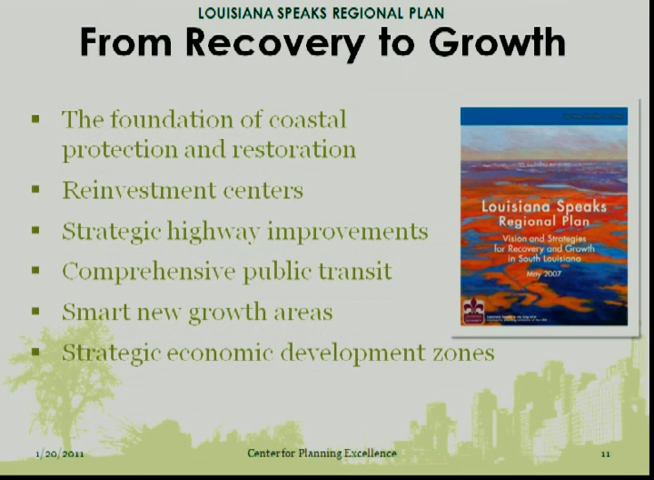 LOUISIANA SPEAKS REGIONAL PLAN
From Recovery to Growth
▪ The foundation of coastal
protection and restoration
▪ Reinvestment centers
▪ Strategic highway improvements
▪ Comprehensive public transit
▪ Smart new growth areas
▪ Strategic economic development zones
Louisiana Speaks
Regional Plan
Vision and Strategies
for Recovery and Growth
in South Louisiana
May 2007
1/20/2011
Center for Planning Excellence
11